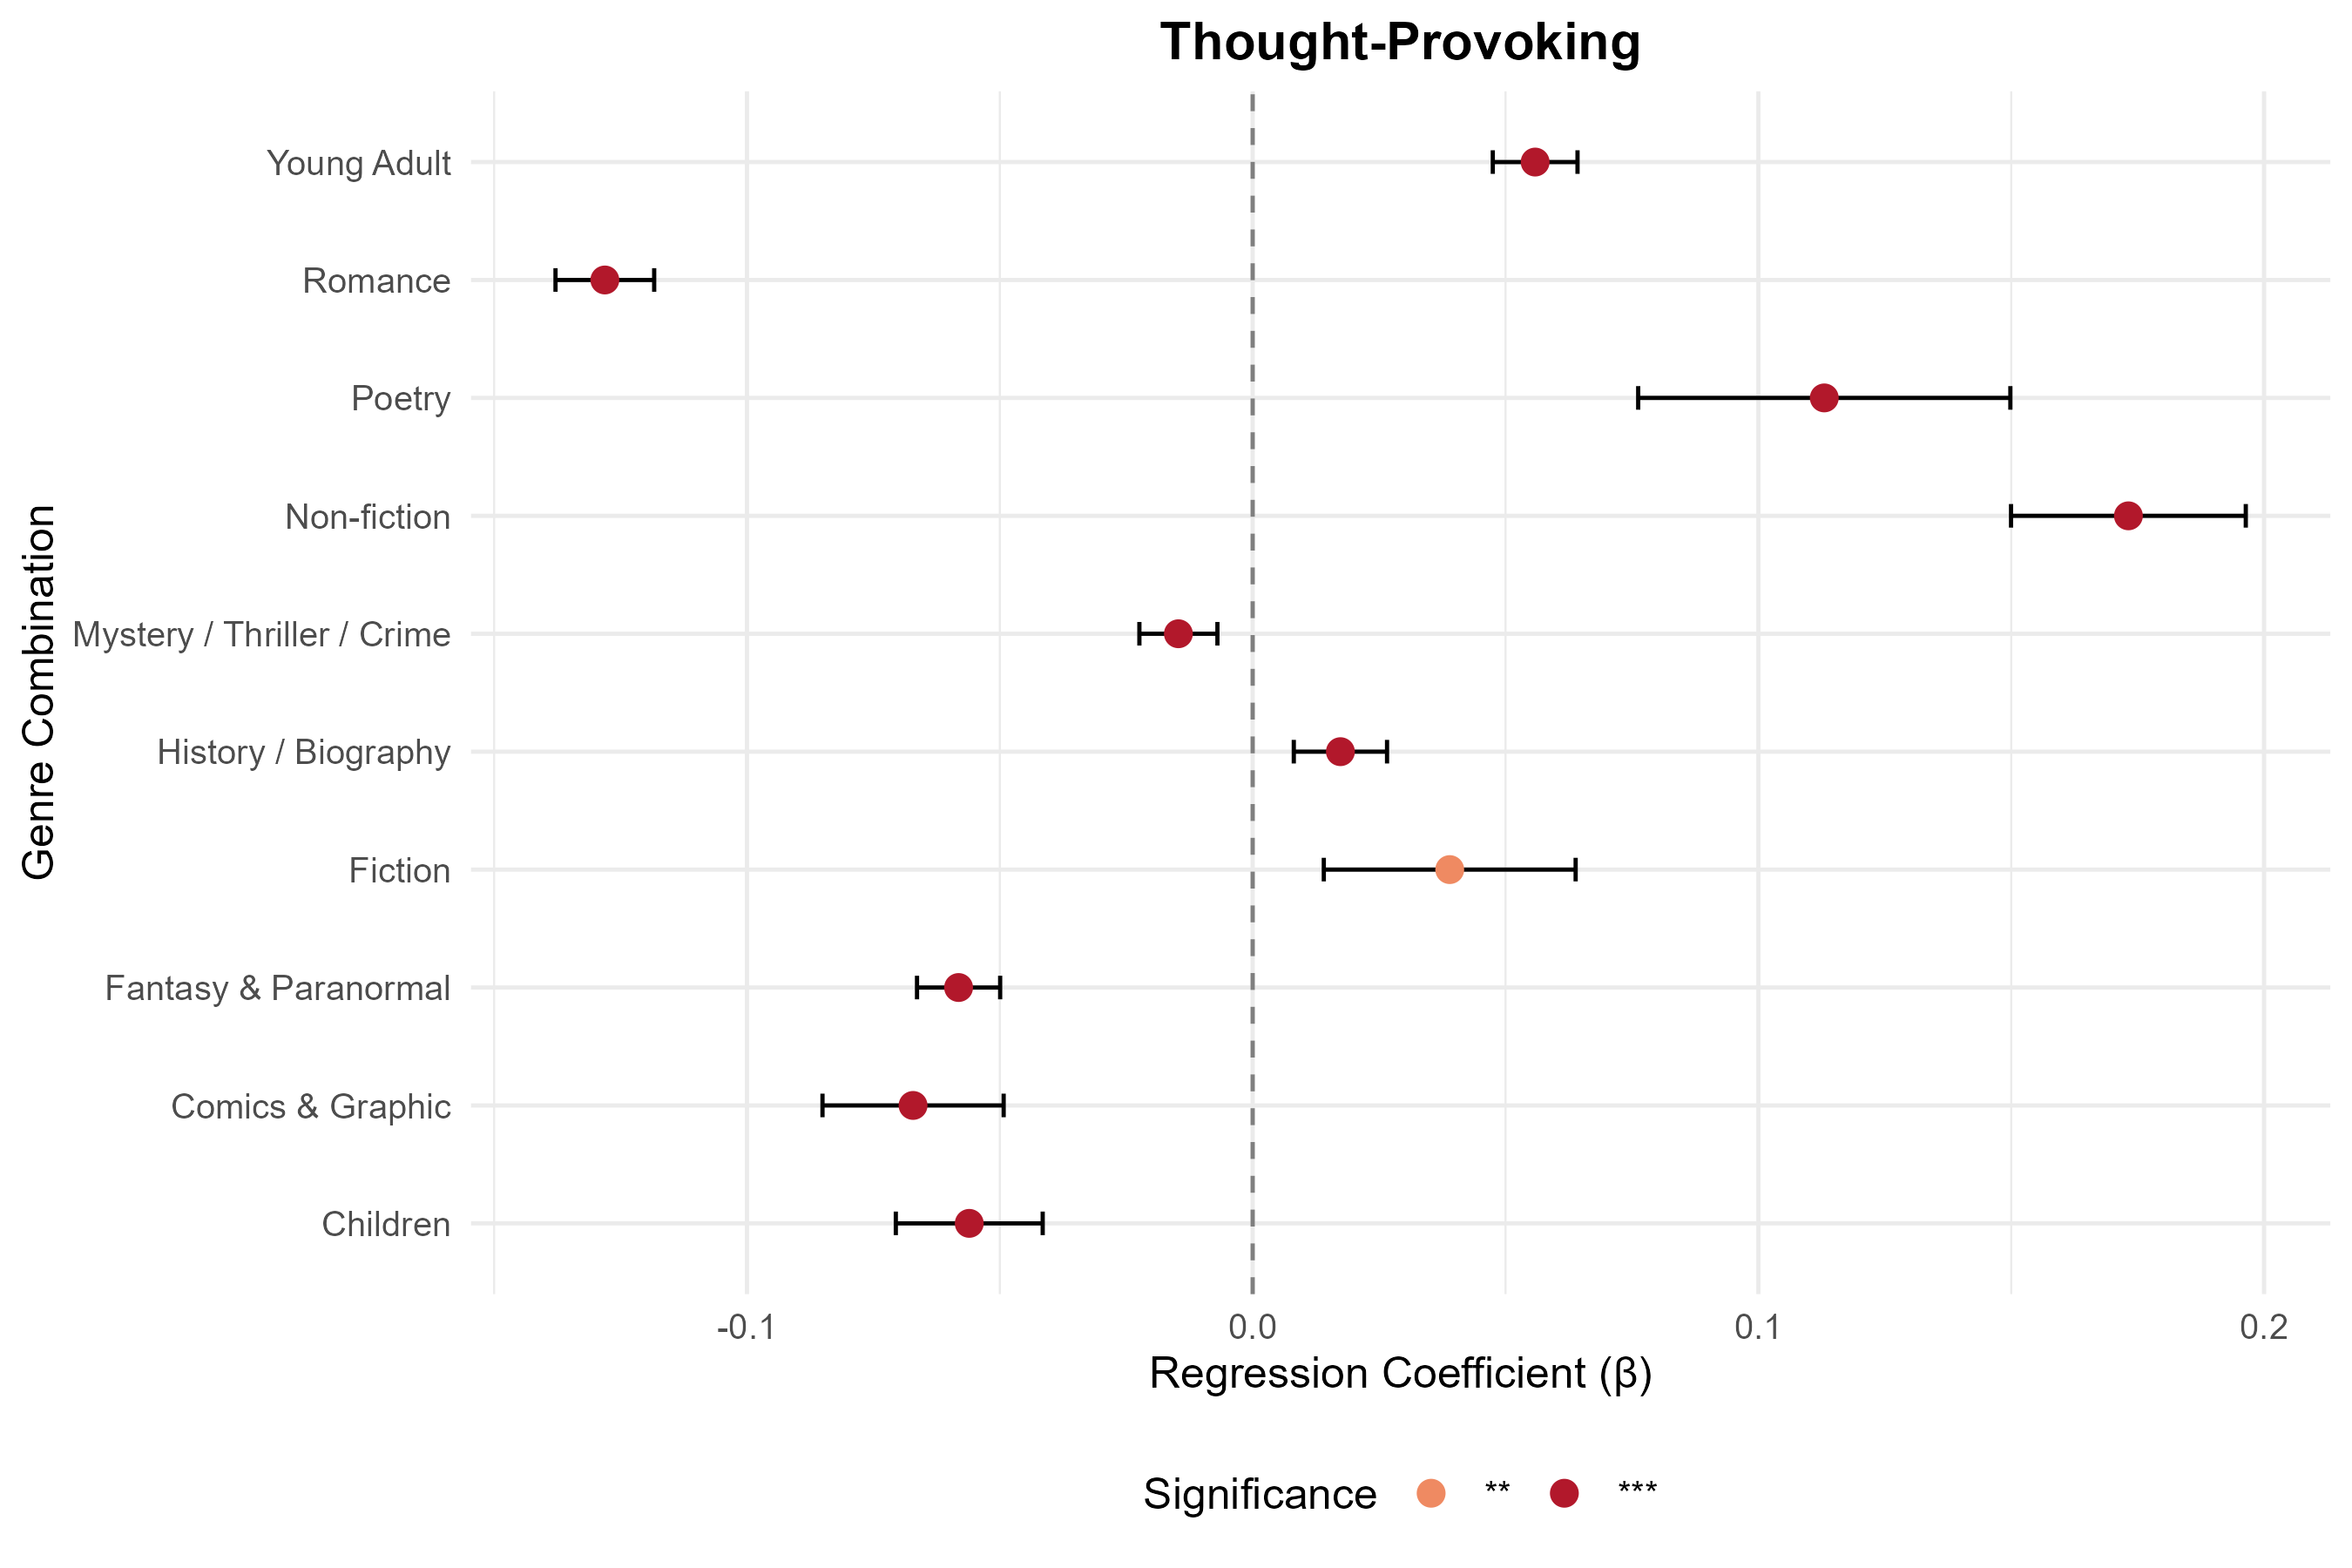 Thought-Provoking
Genre Combination
Young Adult
Romance
Poetry
Non-fiction
Mystery / Thriller / Crime
History / Biography
Fiction
Fantasy & Paranormal
Comics & Graphic
Children
-0.1 0.0 0.1 0.2
Regression Coefficient (β)
Significance ** ***